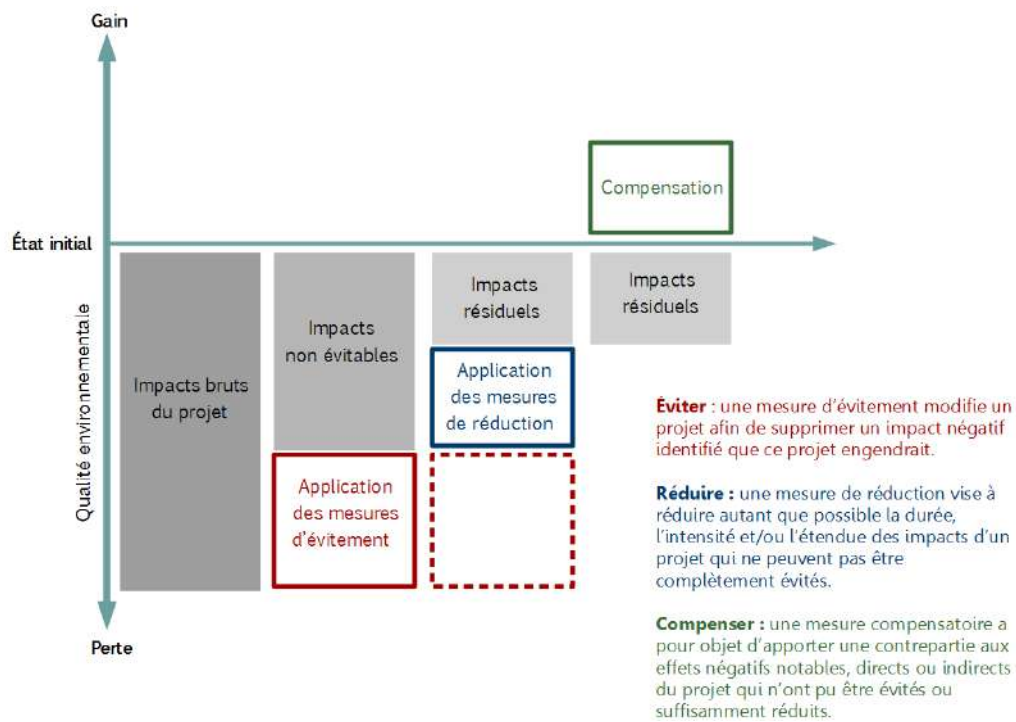 Gain
Compensation
État initial
Qualité environnementale
Impacts bruts
du projet
Impacts
non évitables
Application
des mesures
d'évitement
Impacts
résiduels
Application
des mesures
de réduction
Impacts
résiduels
Perte
Éviter : une mesure d'évitement modifie un
projet afin de supprimer un impact négatif
identifié que ce projet engendrait.
Réduire : une mesure de réduction vise à
réduire autant que possible la durée,
l'intensité et/ou l'étendue des impacts d'un
projet qui ne peuvent pas être
complètement évités.
Compenser : une mesure compensatoire a
pour objet d'apporter une contrepartie aux
effets négatifs notables, directs ou indirects
du projet qui n'ont pu être évités ou
suffisamment réduits.